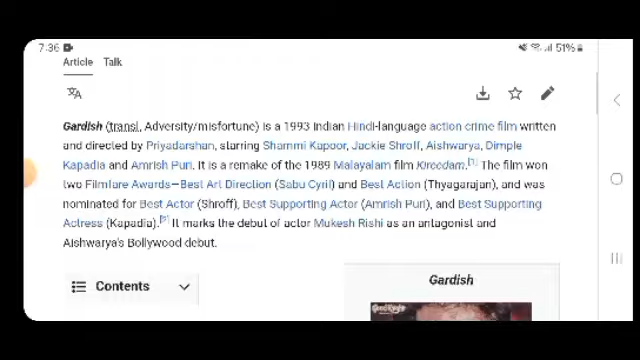 7:36 51%
Article Talk
Gardish (transl. Adversity/misfortune) is a 1993 Indian Hindi-language action crime film written
and directed by Priyadarshan, starring Shammi Kapoor, Jackie Shroff, Aishwarya, Dimple
Kapadia and Amrish Puri. It is a remake of the 1989 Malayalam film Kireedam.[1] The film won
two Filmfare Awards—Best Art Direction (Sabu Cyril) and Best Action (Thyagarajan), and was
nominated for Best Actor (Shroff), Best Supporting Actor (Amrish Puri), and Best Supporting
Actress (Kapadia).[2] It marks the debut of actor Mukesh Rishi as an antagonist and
Aishwarya's Bollywood debut.
Contents
Gardish